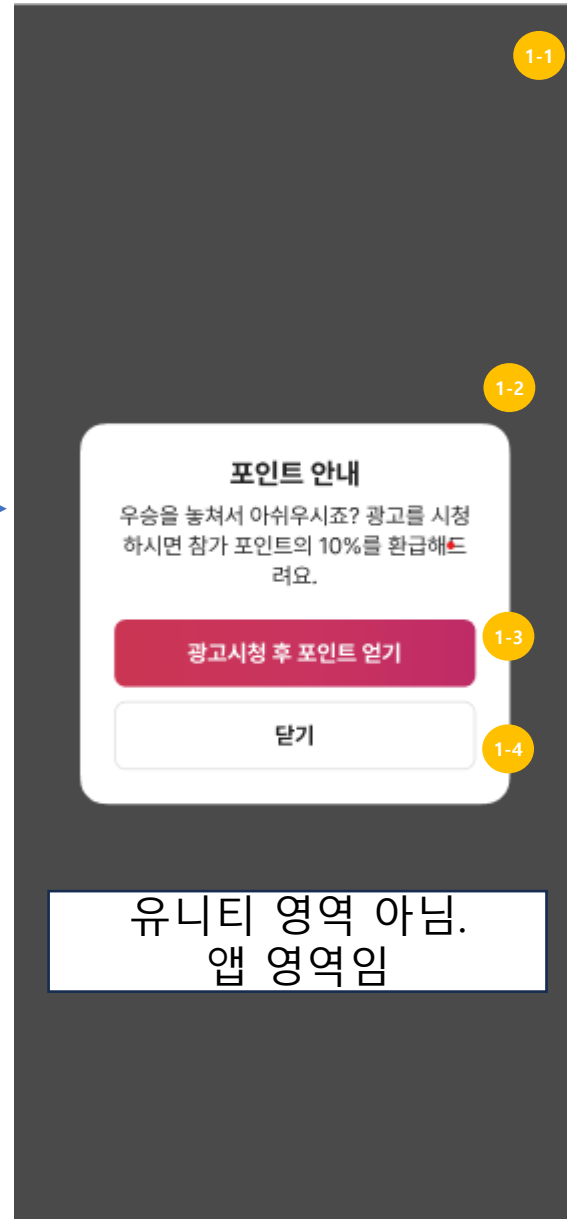 1-1
1-2
포인트 안내
우승을 놓쳐서 아쉬우시죠? 광고를 시청
하시면 참가 포인트의 10%를 환급해드
려요.
광고시청 후 포인트 얻기
1-3
닫기
1-4
유니티 영역 아님.
앱 영역임